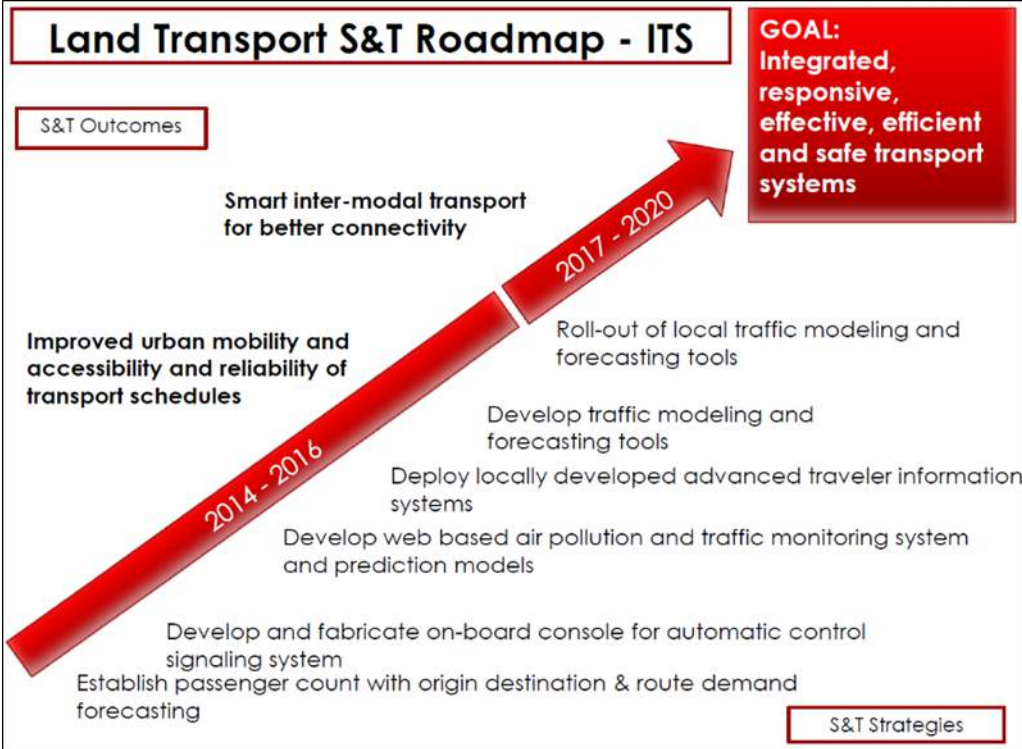 Land Transport S&T Roadmap - ITS
GOAL:
Integrated,
responsive,
effective, efficient
and safe transport
systems
S&T Outcomes
Smart inter-modal transport
for better connectivity
2017 - 2020
Improved urban mobility and
accessibility and reliability of
transport schedules
Roll-out of local traffic modeling and
forecasting tools
Develop traffic modeling and
forecasting tools
2014 - 2016
Deploy locally developed advanced traveler information
systems
Develop web based air pollution and traffic monitoring system
and prediction models
Develop and fabricate on-board console for automatic control
signaling system
Establish passenger count with origin destination & route demand
forecasting
S&T Strategies